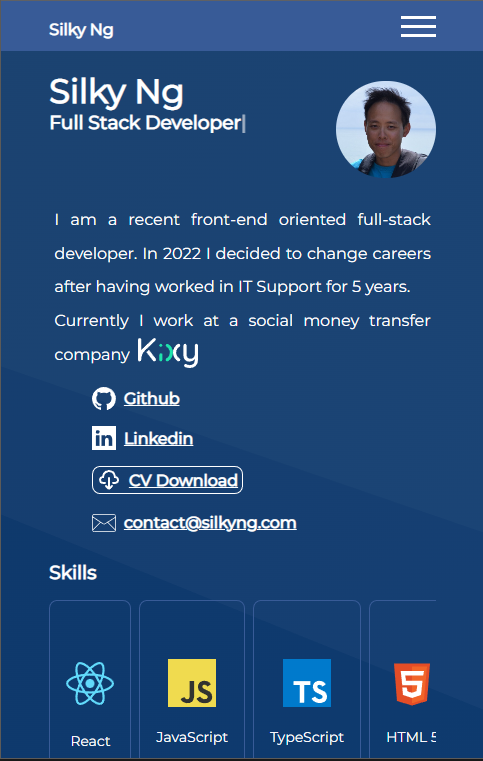 Silky Ng
Silky Ng
Full Stack Developer|
I am a recent front-end oriented full-stack
developer. In 2022 I decided to change careers
after having worked in IT Support for 5 years.
Currently I work at a social money transfer
company Kixy
Github
in Linkedin
CV Download
contact@silkyng.com
Skills
JS
TS
5
React
JavaScript
TypeScript
HTML 5